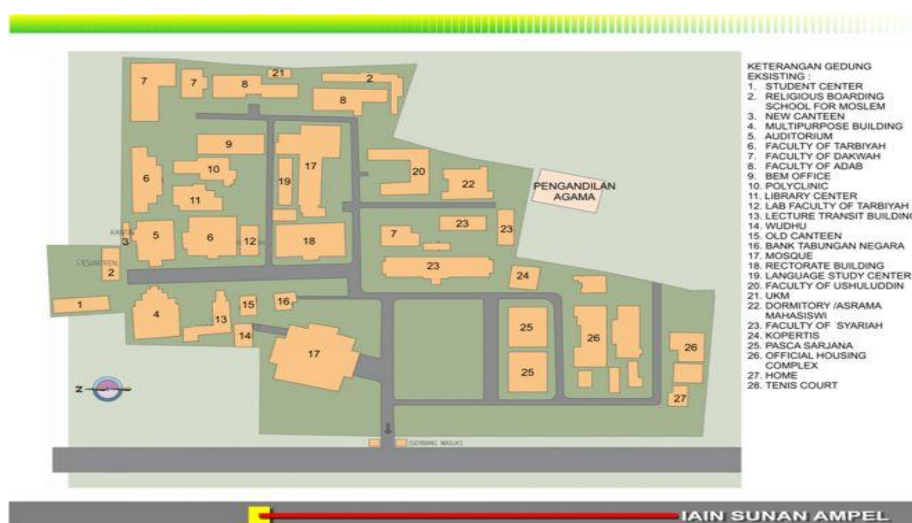 7
7
8
21
2
8
9
10
6
11
19
17
20
22
PENGANDILAN
AGAMA
KANTIN
3
5
6
12
18
7
23
23
PESANTREN
2
23
24
1
4
13
15
16
14
17
25
25
26
26
27
N
(GERBANG MASUK)
KETERANGAN GEDUNG
EKSISTING :
1. STUDENT CENTER
2. RELIGIOUS BOARDING
SCHOOL FOR MOSLEM
3. NEW CANTEEN
4. MULTIPURPOSE BUILDING
5. AUDITORIUM
6. FACULTY OF TARBIYAH
7. FACULTY OF DAKWAH
8. FACULTY OF ADAB
9. BEM OFFICE
10. POLYCLINIC
11. LIBRARY CENTER
12. LAB FACULTY OF TARBIYAH
13. LECTURE TRANSIT BUILDING
14. WUDHU
15. OLD CANTEEN
16. BANK TABUNGAN NEGARA
17. MOSQUE
18. RECTORATE BUILDING
19. LANGUAGE STUDY CENTER
20. FACULTY OF USHULUDDIN
21. UKM
22. DORMITORY /ASRAMA
MAHASISWI
23. FACULTY OF SYARIAH
24. KOPERTIS
25. PASCA SARJANA
26. OFFICIAL HOUSING
COMPLEX
27. HOME
28. TENIS COURT
IAIN SUNAN AMPEL